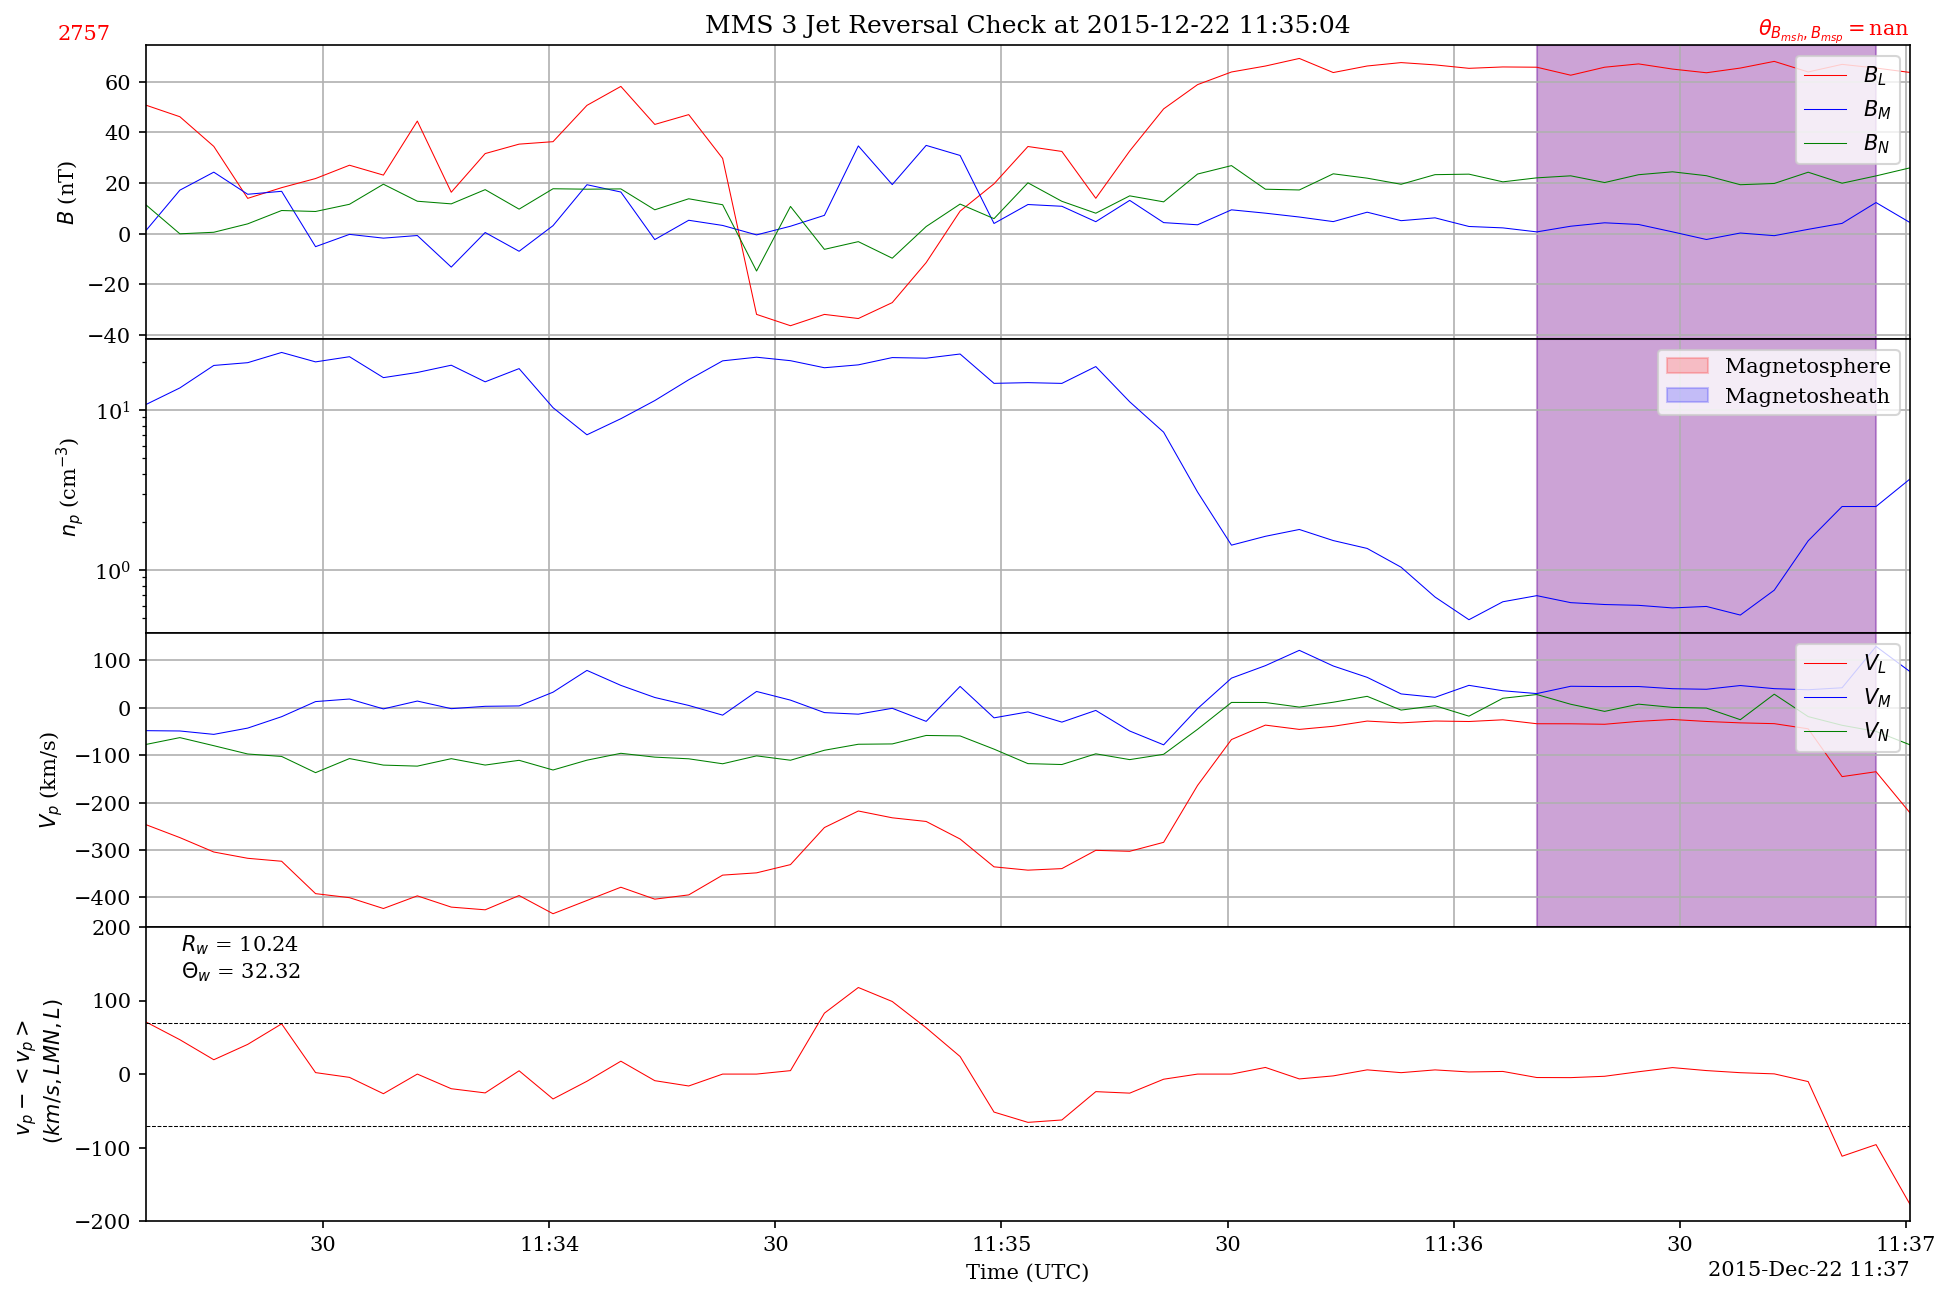 2757
MMS 3 Jet Reversal Check at 2015-12-22 11:35:04
θ_{B_{msh}, B_{msp}} = nan
60
40
20
0
−20
−40
B (nT)
B_L
B_M
B_N
10^1
10^0
n_p (cm^{−3})
Magnetosphere
Magnetosheath
100
0
−100
−200
−300
−400
V_p (km/s)
V_L
V_M
V_N
200
100
0
−100
−200
v_p − < v_p >
(km/s, LMN, L)
R_w = 10.24
Θ_w = 32.32
30
11:34
30
11:35
30
11:36
30
11:37
Time (UTC)
2015-Dec-22 11:37